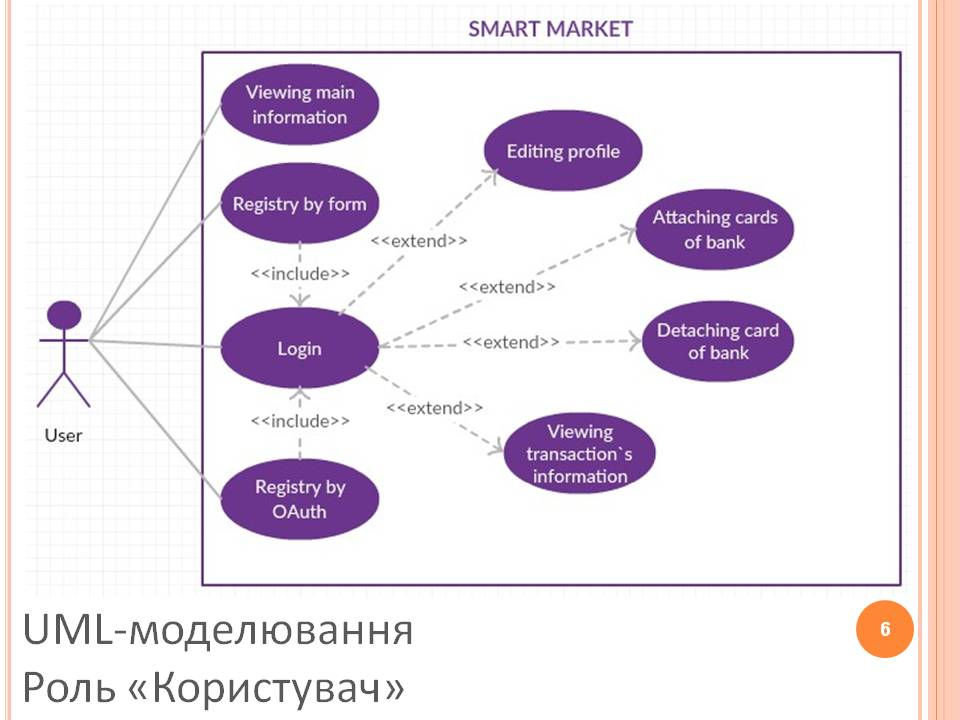 SMART MARKET
Viewing main
information
Editing profile
Registry by form
Attaching cards
of bank
<<extend>>
<<include>>
<<extend>>
Login
<<extend>>
Detaching card
of bank
<<extend>>
<<include>>
User
Viewing
transaction`s
information
Registry by
OAuth
UML-моделювання
Роль «Користувач»
6